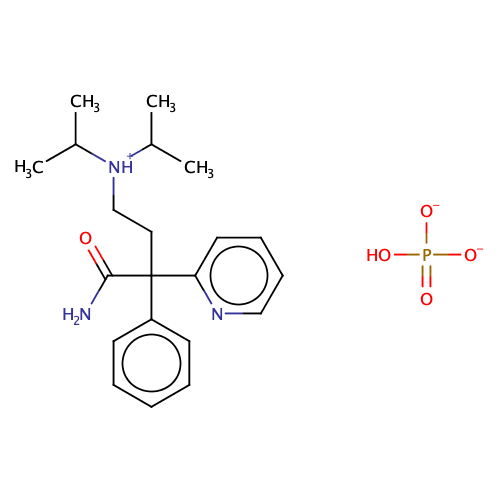 CH₃ CH₃
H₃C NH⁺ CH₃
O O⁻
HO P O⁻
H₂N N O